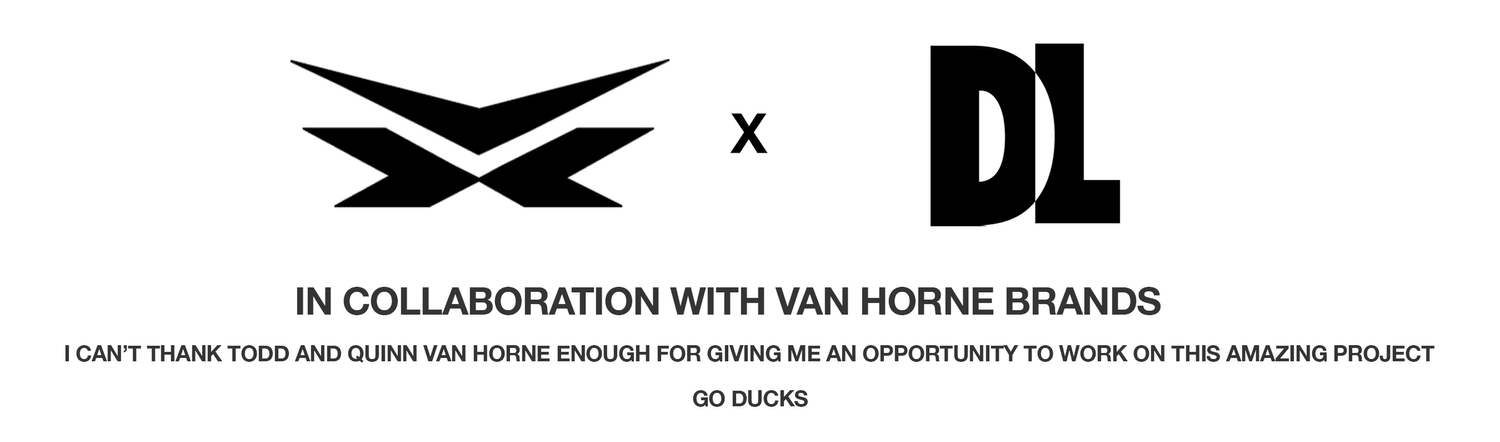 X DL
IN COLLABORATION WITH VAN HORNE BRANDS
I CAN’T THANK TODD AND QUINN VAN HORNE ENOUGH FOR GIVING ME AN OPPORTUNITY TO WORK ON THIS AMAZING PROJECT
GO DUCKS